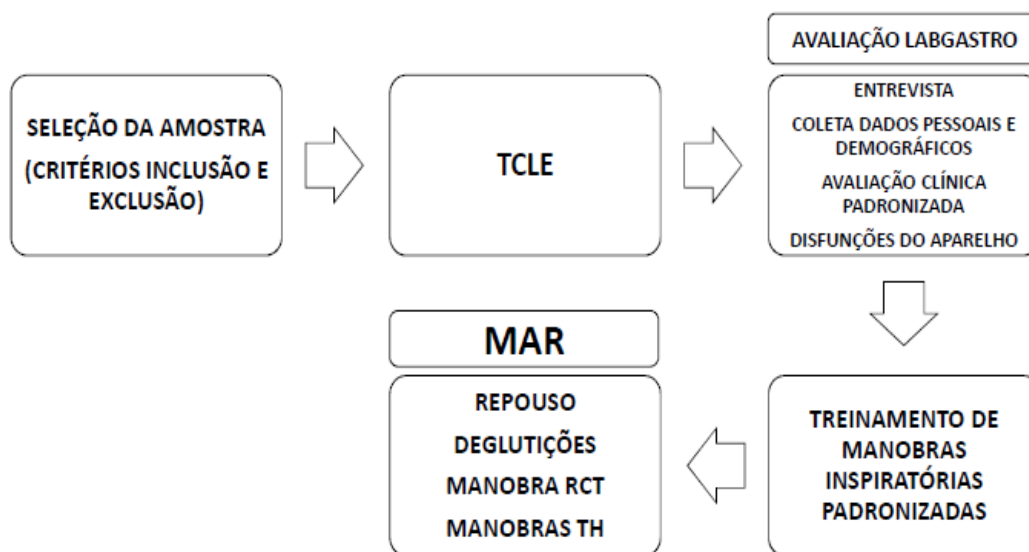 SELEÇÃO DA AMOSTRA
(CRITÉRIOS INCLUSÃO E
EXCLUSÃO)
TCLE
AVALIAÇÃO LABGASTRO
ENTREVISTA
COLETA DADOS PESSOAIS E
DEMOGRÁFICOS
AVALIAÇÃO CLÍNICA
PADRONIZADA
DISFUNÇÕES DO APARELHO
TREINAMENTO DE
MANOBRAS
INSPIRATÓRIAS
PADRONIZADAS
MAR
REPOUSO
DEGLUTIÇÕES
MANOBRA RCT
MANOBRAS TH